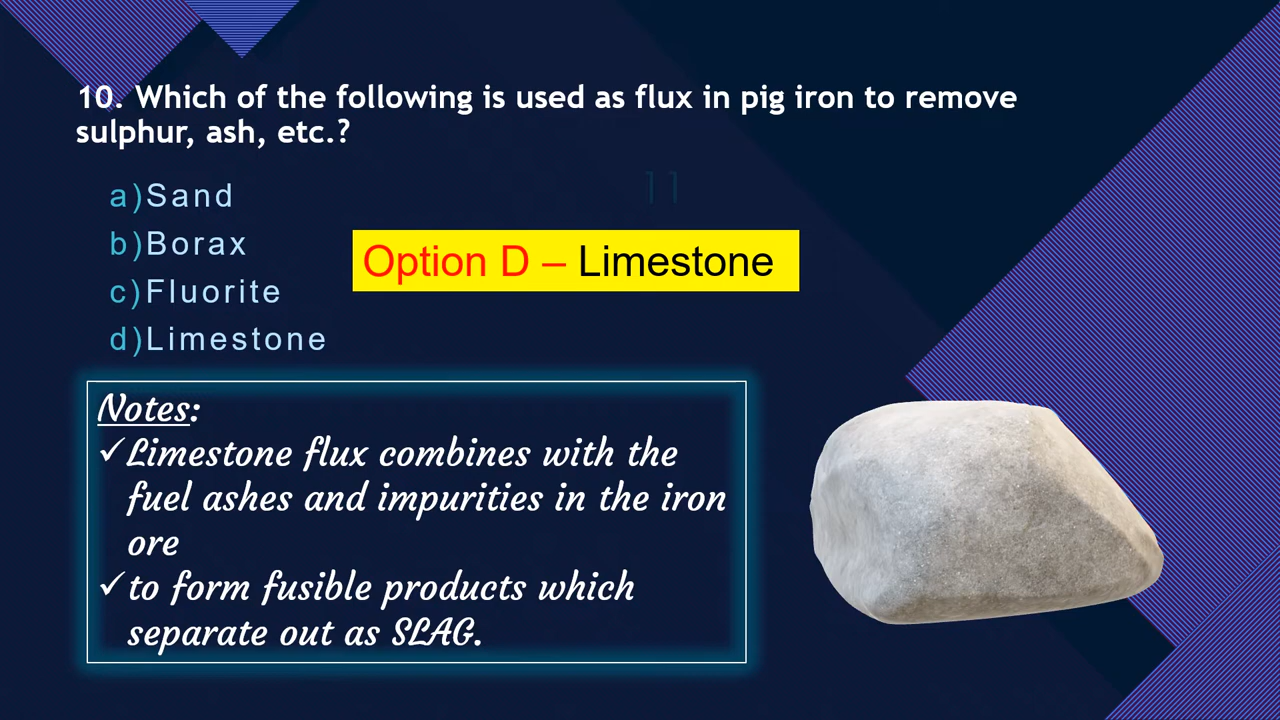 10. Which of the following is used as flux in pig iron to remove
sulphur, ash, etc.?
11
a)Sand
b)Borax
c)Fluorite
d)Limestone
Option D – Limestone
Notes:
✓Limestone flux combines with the
fuel ashes and impurities in the iron
ore
✓to form fusible products which
separate out as SLAG.